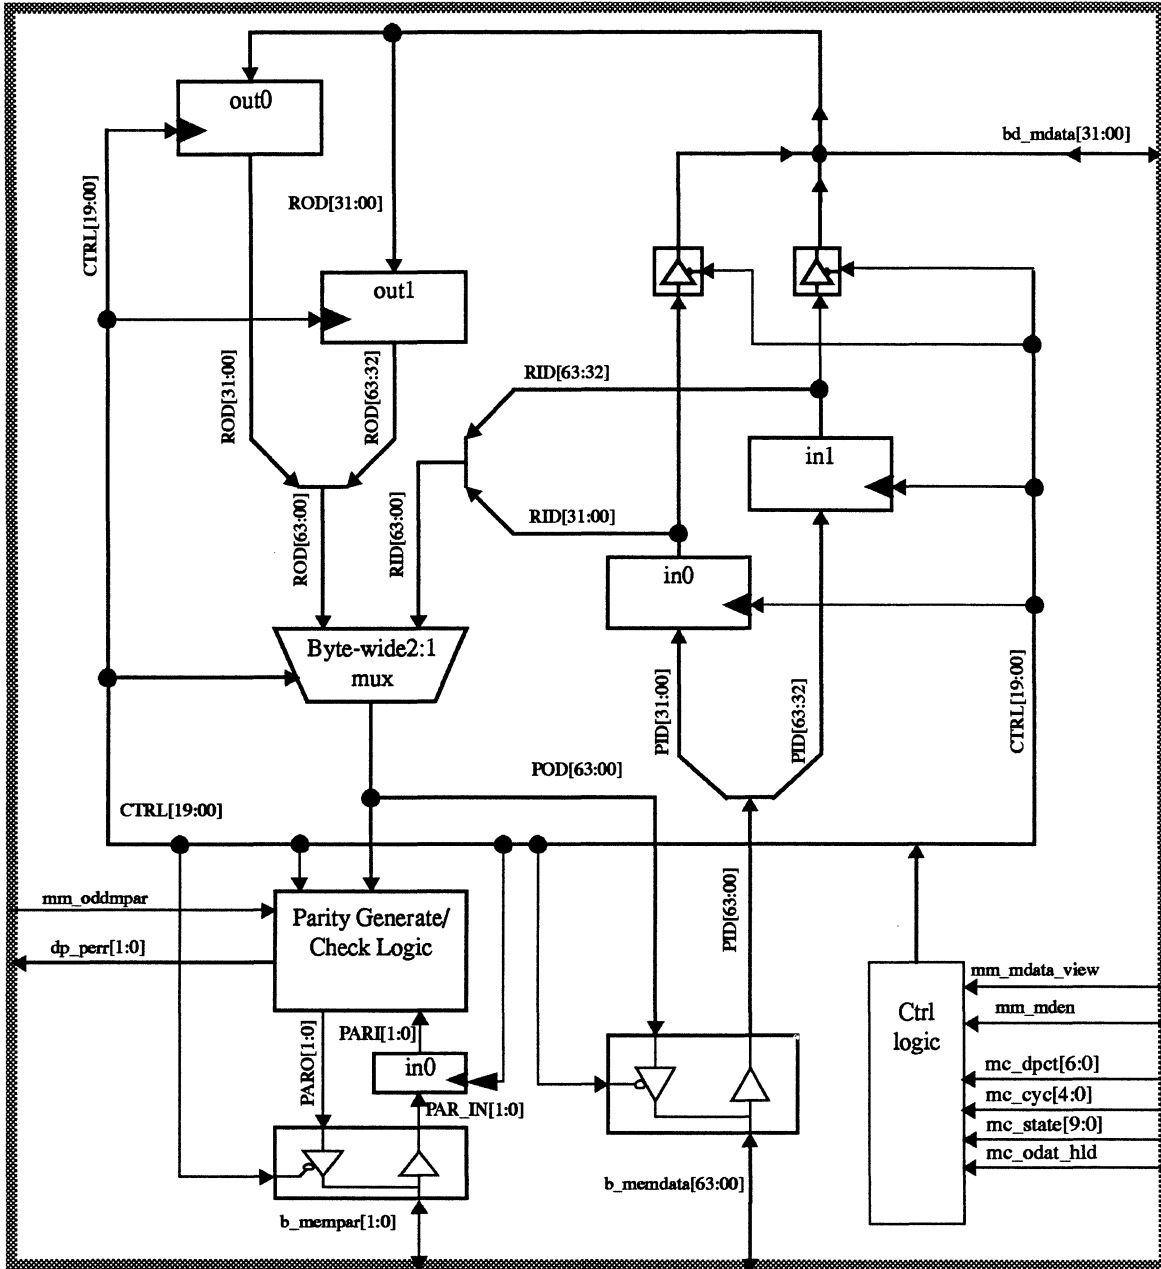 out0
bd_mdata[31:00]
CTRL[19:00]
ROD[31:00]
out1
ROD[31:00]
ROD[63:32]
RID[63:32]
in1
RID[31:00]
ROD[63:00]
RID[63:00]
in0
Byte-wide2:1
mux
PID[31:00]
PID[63:32]
CTRL[19:00]
POD[63:00]
CTRL[19:00]
mm_oddmpar
Parity Generate/
Check Logic
dp_perr[1:0]
PID[63:00]
mm_mdata_view
Ctrl
logic
mm_mden
PARO[1:0]
PARI[1:0]
in0
mc_dpct[6:0]
mc_cyc[4:0]
PAR_IN[1:0]
mc_state[9:0]
mc_odat_hld
b_memdata[63:00]
b_mempar[1:0]